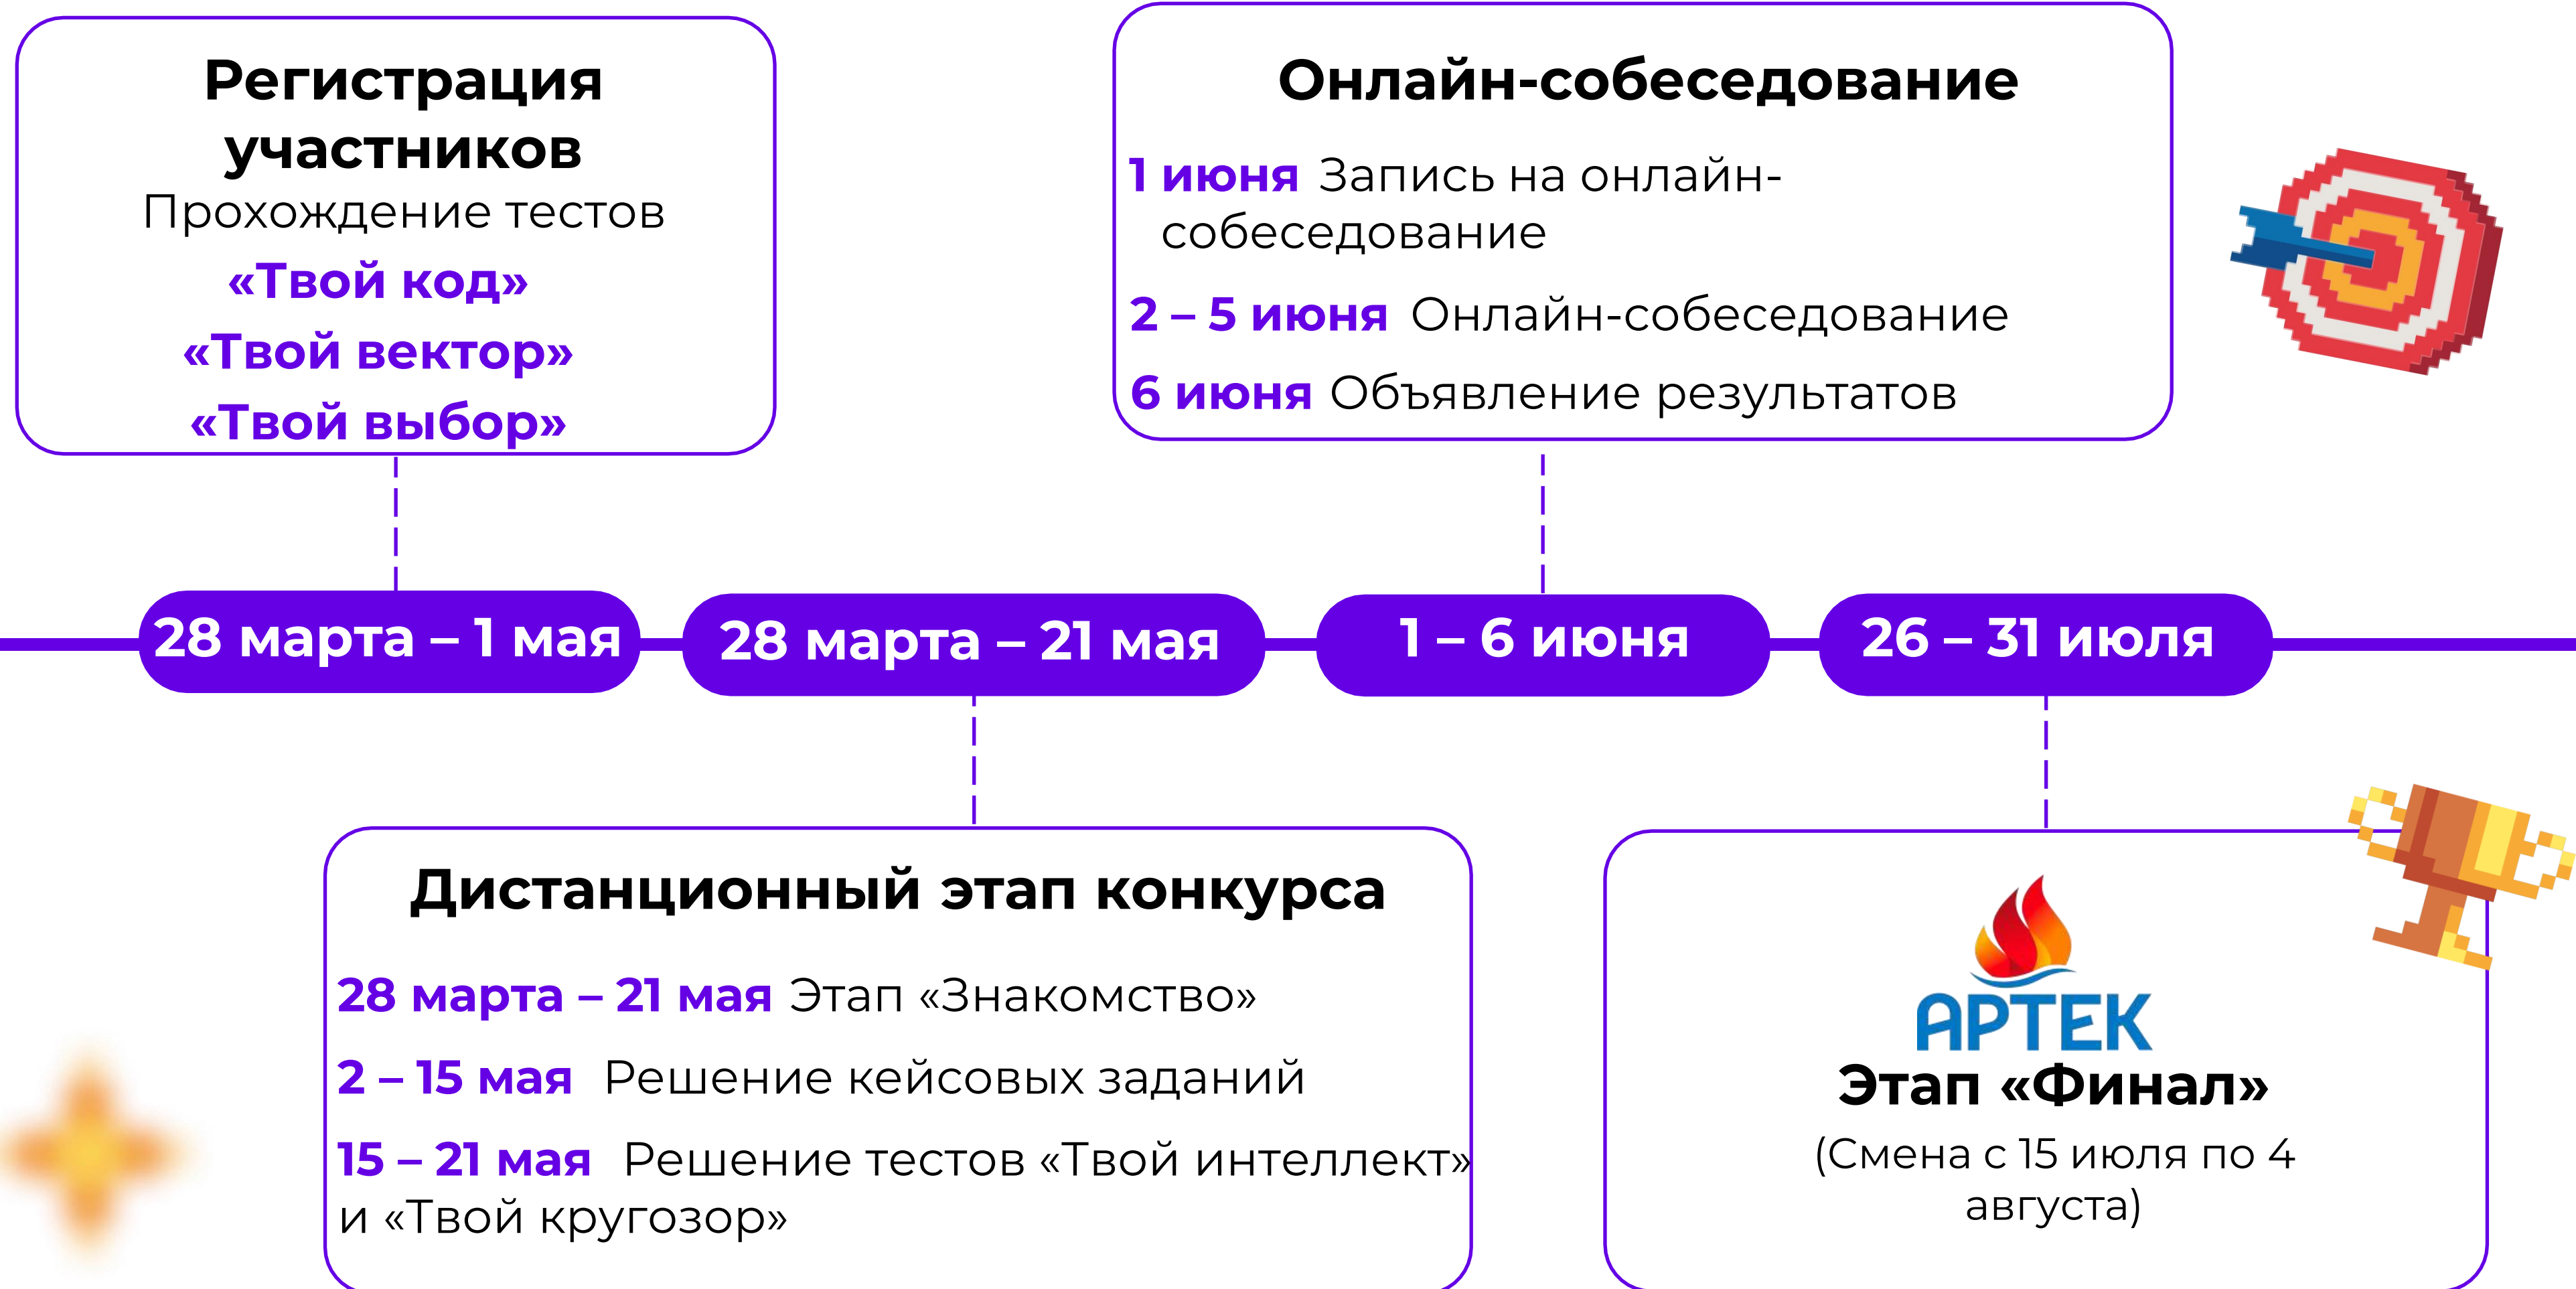 Регистрация
участников
Прохождение тестов
«Твой код»
«Твой вектор»
«Твой выбор»
Онлайн-собеседование
1 июня Запись на онлайн-
собеседование
2 – 5 июня Онлайн-собеседование
6 июня Объявление результатов
28 марта – 1 мая
28 марта – 21 мая
1 – 6 июня
26 – 31 июля
Дистанционный этап конкурса
28 марта – 21 мая Этап «Знакомство»
2 – 15 мая Решение кейсовых заданий
15 – 21 мая Решение тестов «Твой интеллект»
и «Твой кругозор»
АРТЕК
Этап «Финал»
(Смена с 15 июля по 4
августа)